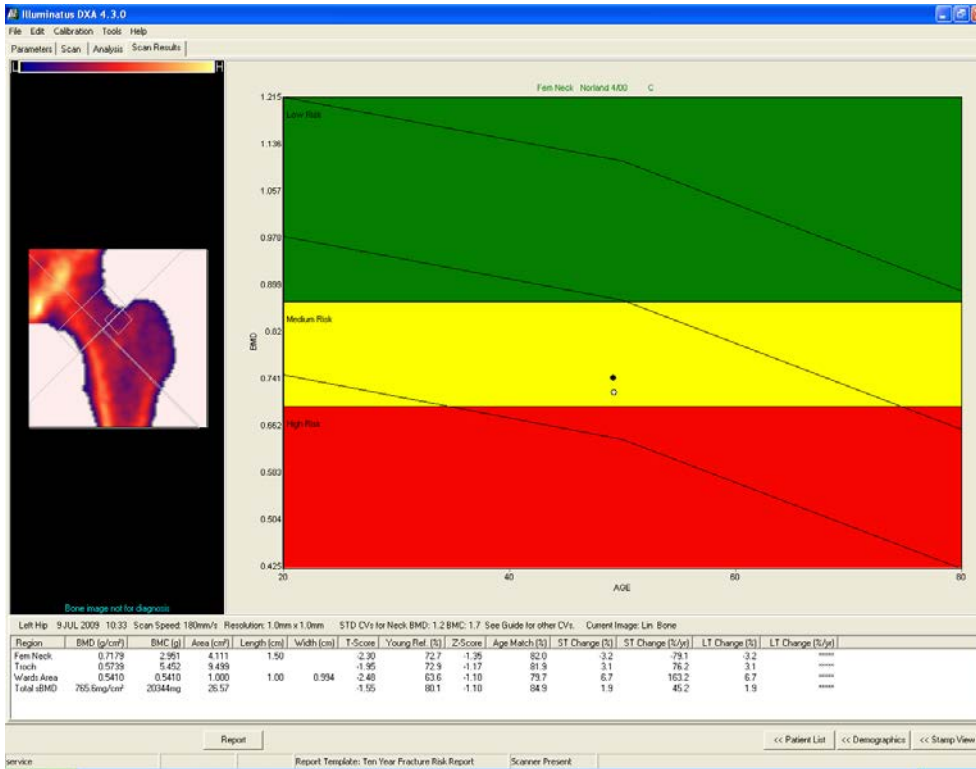 Illuminatus DXA 4.3.0
File Edit Calibration Tools Help
Parameters Scan Analysis Scan Results
L H
Fem Neck Norland 4/00 C
1.215
Low Risk
1.136
1.057
0.978
0.899
0.82
Medium Risk
BMD
0.741
0.662
High Risk
0.583
0.504
0.425
20 40 60 80
AGE
Bone image not for diagnosis
Left Hip 9 JUL 2009 10:33 Scan Speed: 180mm/s Resolution: 1.0mm x 1.0mm STD CVs for Neck BMD: 1.2 BMC: 1.7 See Guide for other CVs. Current Image: Lin Bone
Region BMD (g/cm²) BMC (g) Area (cm²) Length (cm) Width (cm) T-Score Young Ref. (%) Z-Score Age Match (%) ST Change (%) ST Change (%/yr) LT Change (%) LT Change (%/yr)
Fem Neck 0.7179 2.951 4.111 1.50 -2.30 72.7 -1.35 82.0 -3.2 -79.1 -3.2 *****
Troch 0.5739 5.452 9.499 -1.95 72.9 -1.17 81.9 3.1 76.2 3.1 *****
Wards Area 0.5410 0.5410 1.000 1.00 0.994 -2.48 63.6 -1.10 79.7 6.7 163.2 6.7 *****
Total sBMD 765.6mg/cm² 20344mg 26.57 -1.55 80.1 -1.10 84.9 1.9 45.2 1.9 *****
Report << Patient List << Demographics << Stamp View
service Report Template: Ten Year Fracture Risk Report Scanner Present